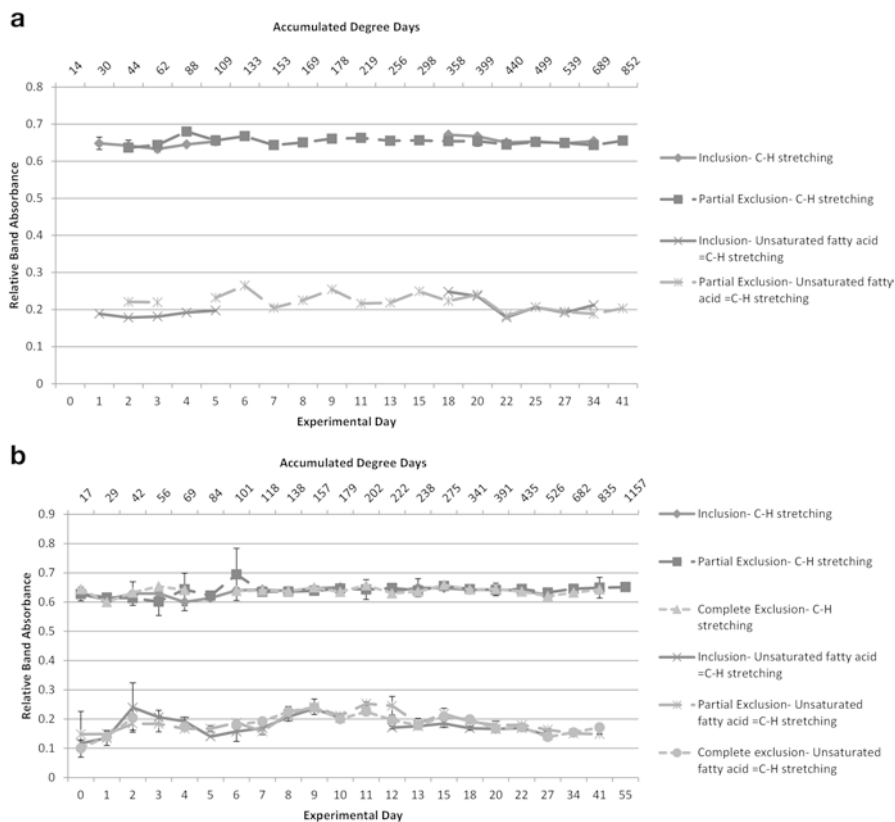 a
Accumulated Degree Days
14 30 44 62 88 109 133 153 169 178 219 256 298 358 399 440 499 539 689 852
0.8
0.7
0.6
0.5
0.4
0.3
0.2
0.1
0
Relative Band Absorbance
0 1 2 3 4 5 6 7 8 9 11 13 15 18 20 22 25 27 34 41
Experimental Day
Inclusion- C-H stretching
Partial Exclusion- C-H stretching
Inclusion- Unsaturated fatty acid
=C-H stretching
Partial Exclusion- Unsaturated fatty
acid =C-H stretching
b
Accumulated Degree Days
17 29 42 56 69 84 101 118 138 157 179 202 222 238 275 341 391 435 526 682 835 1157
0.9
0.8
0.7
0.6
0.5
0.4
0.3
0.2
0.1
0
Relative Band Absorbance
0 1 2 3 4 5 6 7 8 9 10 11 12 13 15 18 20 22 27 34 41 55
Experimental Day
Inclusion- C-H stretching
Partial Exclusion- C-H stretching
Complete Exclusion- C-H
stretching
Inclusion- Unsaturated fatty acid
=C-H stretching
Partial Exclusion- Unsaturated
fatty acid =C-H stretching
Complete exclusion- Unsaturated
fatty acid =C-H stretching